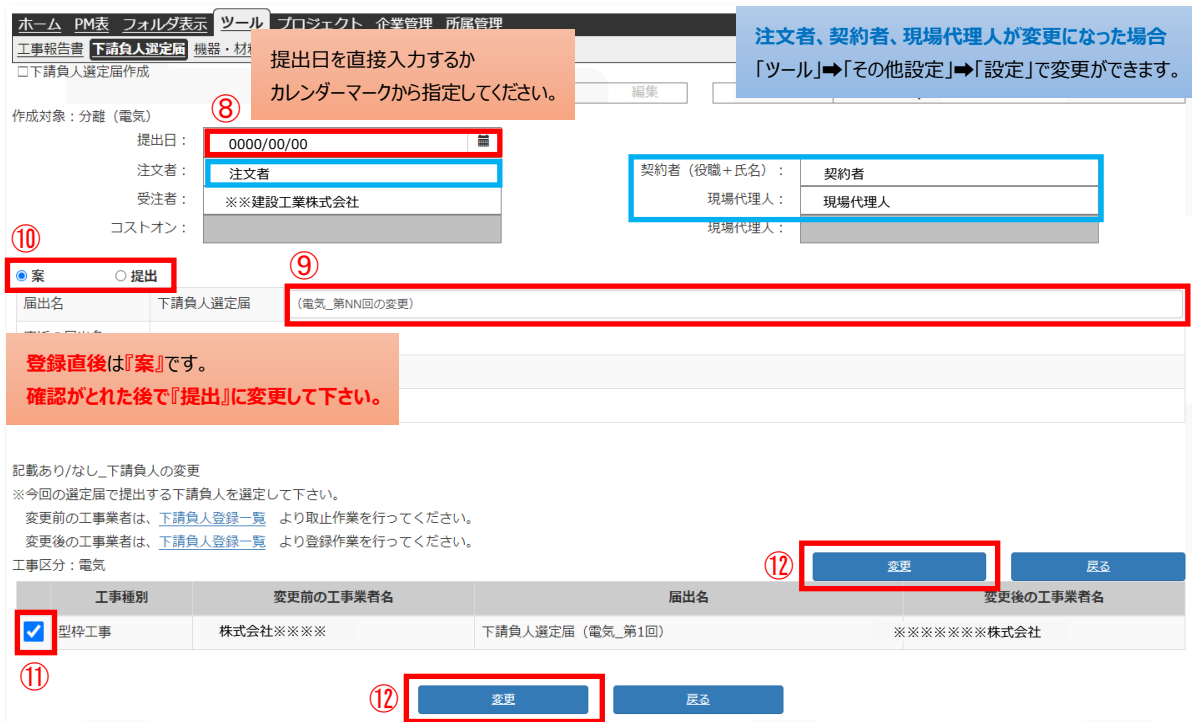 ホーム PM表 フォルダ表示 ツール プロジェクト 企業管理 所属管理
工事報告書 下請負人選定届 機器・材
□下請負人選定届作成
提出日を直接入力するか
カレンダーマークから指定してください。
注文者、契約者、現場代理人が変更になった場合
「ツール」➡「その他設定」➡「設定」で変更ができます。
編集
作成対象：分離（電気）
⑧
提出日： 0000/00/00
注文者： 注文者
契約者（役職+氏名）： 契約者
受注者： ※※建設工業株式会社
現場代理人： 現場代理人
コストオン：
現場代理人：
⑩
案 提出
⑨
届出名 下請負人選定届 （電気_第NN回の変更）
登録直後は『案』です。
確認がとれた後で『提出』に変更して下さい。
記載あり/なし_下請負人の変更
※今回の選定届で提出する下請負人を選定して下さい。
変更前の工事業者は、下請負人登録一覧 より取止作業を行ってください。
変更後の工事業者は、下請負人登録一覧 より登録作業を行ってください。
工事区分：電気
⑫ 変更 戻る
工事種別 変更前の工事業者名 届出名 変更後の工事業者名
型枠工事 株式会社※※※※ 下請負人選定届（電気_第1回） ※※※※※※※株式会社
⑪
⑫ 変更 戻る